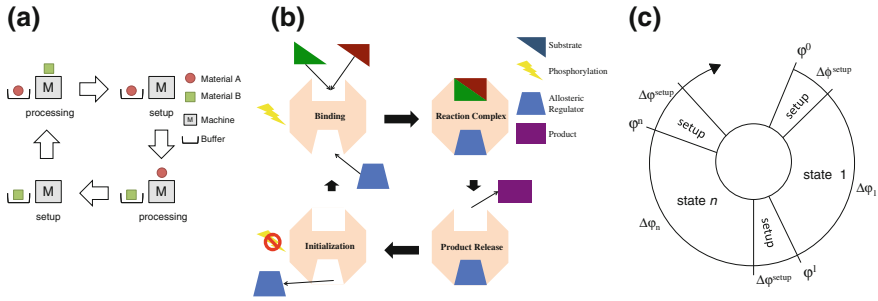 (a)
M
M
processing
setup
Material A
Material B
M Machine
Buffer
M
M
setup
processing
(b)
Substrate
Phosphorylation
Allosteric
Regulator
Product
Binding
Reaction Complex
Initialization
Product Release
(c)
φ⁰
Δϕˢᵉᵗᵘᵖ
setup
Δφˢᵉᵗᵘᵖ
setup
φⁿ
state 1
Δφ₁
state n
Δφₙ
setup
Δφˢᵉᵗᵘᵖ
φ¹